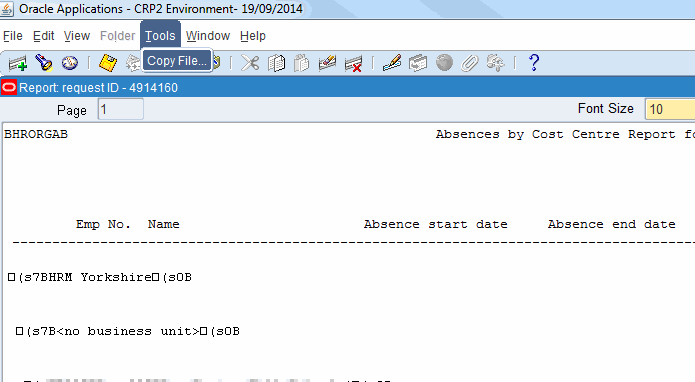 Oracle Applications - CRP2 Environment- 19/09/2014
File Edit View Folder Tools Window Help
Copy File...
Report: request ID - 4914160
Page 1 Font Size 10
BHRORGAB Absences by Cost Centre Report fo
Emp No. Name Absence start date Absence end date
--------------------------------------------------------------------------------------
□(s7BHRM Yorkshire□(s0B
□(s7B<no business unit>□(s0B